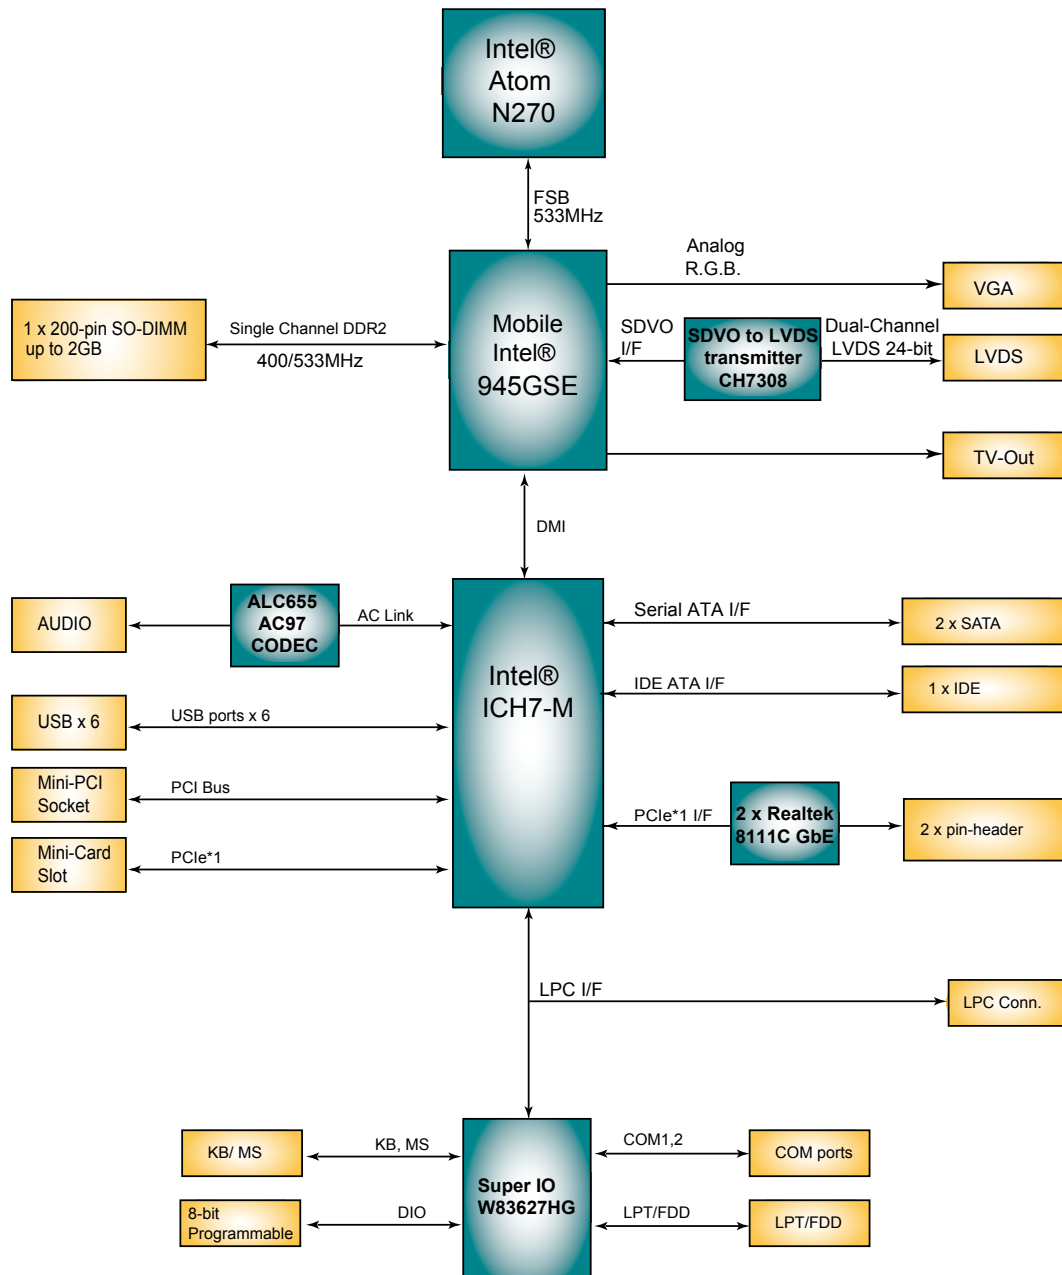 Intel®
Atom
N270
FSB
533MHz
Analog
R.G.B.
VGA
1 x 200-pin SO-DIMM
up to 2GB
Single Channel DDR2
400/533MHz
Mobile
Intel®
945GSE
SDVO
I/F
SDVO to LVDS
transmitter
CH7308
Dual-Channel
LVDS 24-bit
LVDS
TV-Out
DMI
AUDIO
ALC655
AC97
CODEC
AC Link
Serial ATA I/F
2 x SATA
Intel®
ICH7-M
IDE ATA I/F
1 x IDE
USB x 6
USB ports x 6
Mini-PCI
Socket
PCI Bus
PCIe*1 I/F
2 x Realtek
8111C GbE
2 x pin-header
Mini-Card
Slot
PCIe*1
LPC I/F
LPC Conn.
KB/ MS
KB, MS
Super IO
W83627HG
COM1,2
COM ports
8-bit
Programmable
DIO
LPT/FDD
LPT/FDD